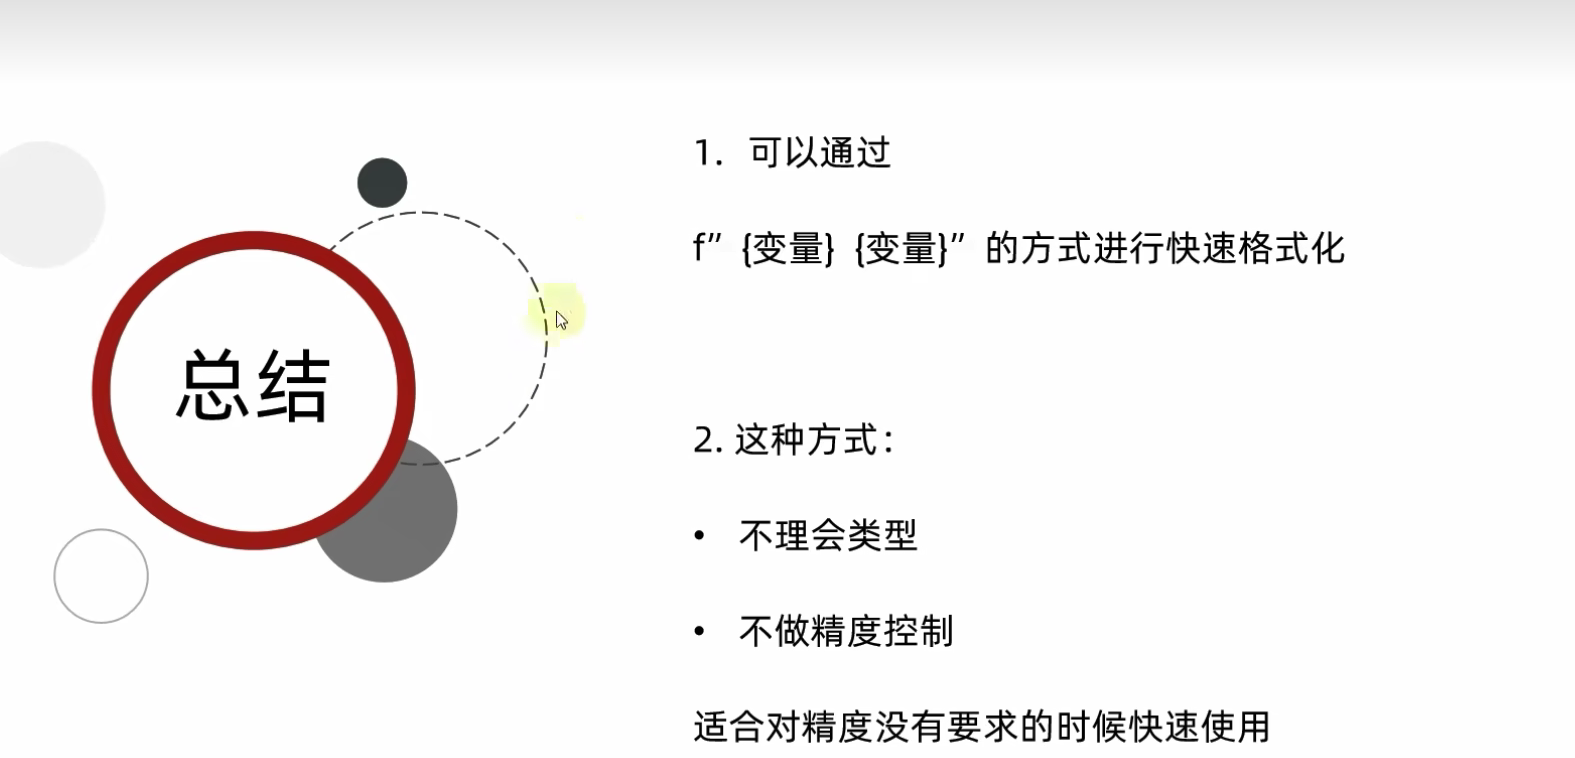 总结
1. 可以通过
f” {变量} {变量}” 的方式进行快速格式化
2. 这种方式：
• 不理会类型
• 不做精度控制
适合对精度没有要求的时候快速使用